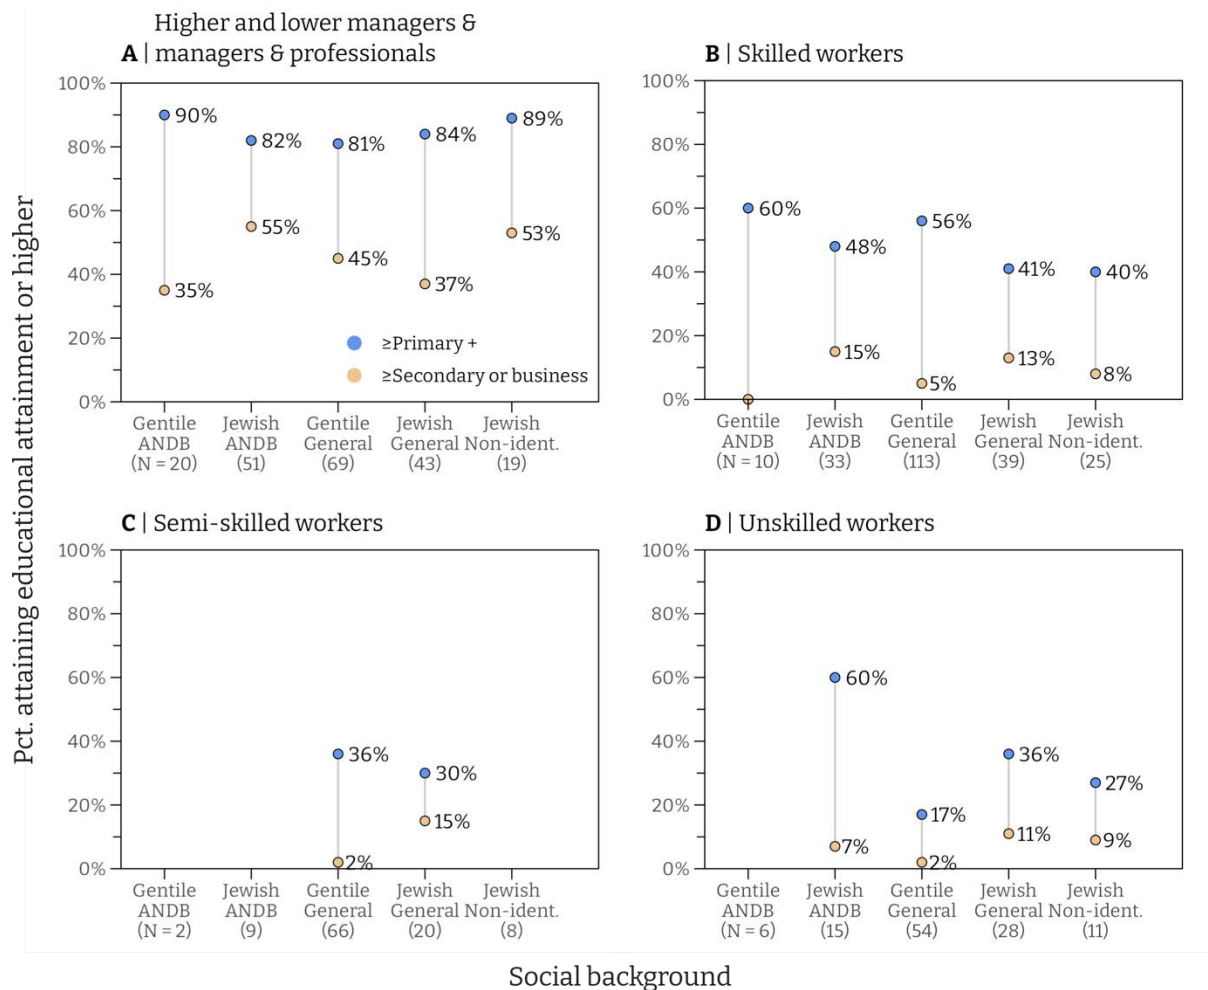 Higher and lower managers &
A | managers & professionals
100%
80%
60%
40%
20%
0%
90%
35%
82%
55%
81%
45%
84%
37%
89%
53%
≥Primary +
≥Secondary or business
Gentile ANDB (N = 20)
Jewish ANDB (51)
Gentile General (69)
Jewish General (43)
Jewish Non-ident. (19)
B | Skilled workers
100%
80%
60%
40%
20%
0%
60%
48%
15%
56%
5%
41%
13%
40%
8%
Gentile ANDB (N = 10)
Jewish ANDB (33)
Gentile General (113)
Jewish General (39)
Jewish Non-ident. (25)
C | Semi-skilled workers
100%
80%
60%
40%
20%
0%
36%
2%
30%
15%
Gentile ANDB (N = 2)
Jewish ANDB (9)
Gentile General (66)
Jewish General (20)
Jewish Non-ident. (8)
D | Unskilled workers
100%
80%
60%
40%
20%
0%
60%
7%
17%
2%
36%
11%
27%
9%
Gentile ANDB (N = 6)
Jewish ANDB (15)
Gentile General (54)
Jewish General (28)
Jewish Non-ident. (11)
Pct. attaining educational attainment or higher
Social background